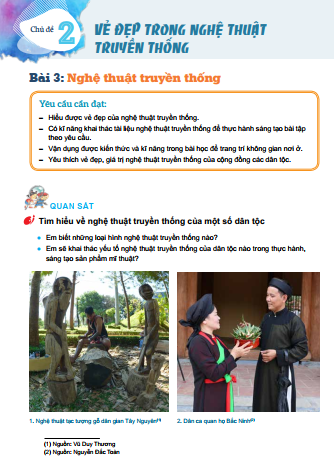 Chủ đề
2
VẺ ĐẸP TRONG NGHỆ THUẬT
TRUYỀN THỐNG
Bài 3: Nghệ thuật truyền thống
Yêu cầu cần đạt:
– Hiểu được vẻ đẹp của nghệ thuật truyền thống.
– Có kĩ năng khai thác tài liệu nghệ thuật truyền thống để thực hành sáng tạo bài tập
theo yêu cầu.
– Vận dụng được kiến thức và kĩ năng trong bài học để trang trí không gian nơi ở.
– Yêu thích vẻ đẹp, giá trị nghệ thuật truyền thống của cộng đồng các dân tộc.
QUAN SÁT
Tìm hiểu về nghệ thuật truyền thống của một số dân tộc
• Em biết những loại hình nghệ thuật truyền thống nào?
• Em sẽ khai thác yếu tố nghệ thuật truyền thống của dân tộc nào trong thực hành,
sáng tạo sản phẩm mĩ thuật?
1. Nghệ thuật tạc tượng gỗ dân gian Tây Nguyên(1)
2. Dân ca quan họ Bắc Ninh(2)
(1) Nguồn: Vũ Duy Thương
(2) Nguồn: Nguyễn Đắc Toàn